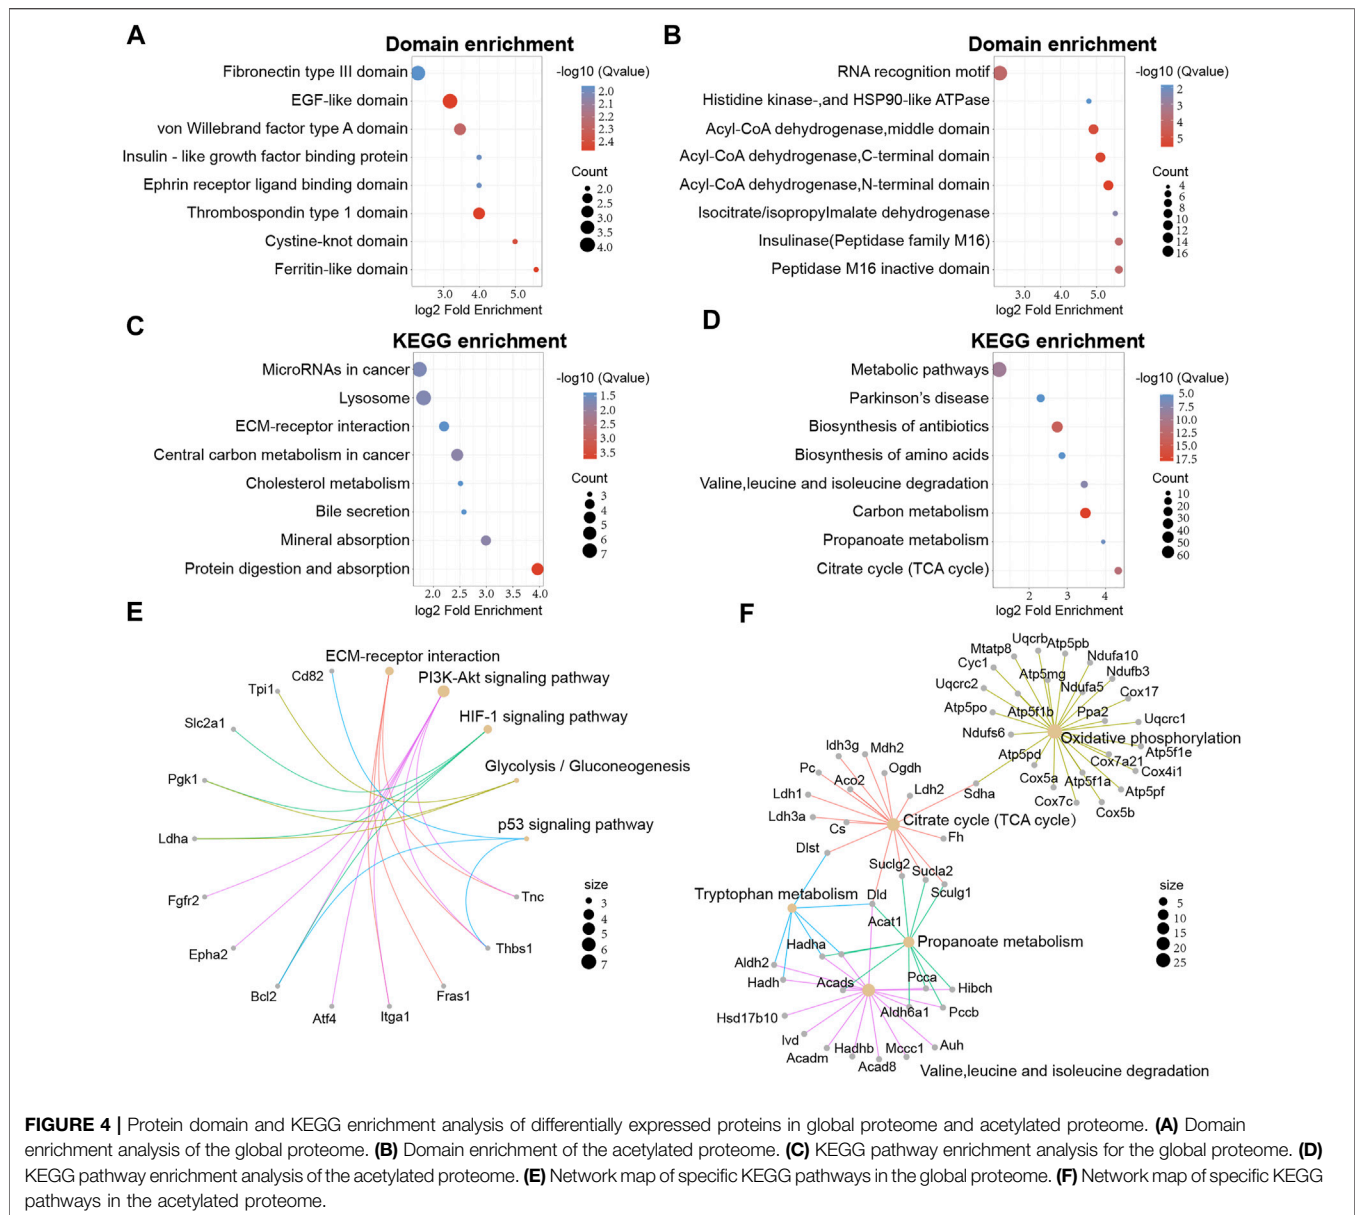 A
Domain enrichment
Fibronectin type III domain
EGF-like domain
von Willebrand factor type A domain
Insulin - like growth factor binding protein
Ephrin receptor ligand binding domain
Thrombospondin type 1 domain
Cystine-knot domain
Ferritin-like domain
3.0 4.0 5.0
log2 Fold Enrichment
-log10 (Qvalue)
2.0
2.1
2.2
2.3
2.4
Count
2.0
2.5
3.0
3.5
4.0
B
Domain enrichment
RNA recognition motif
Histidine kinase-,and HSP90-like ATPase
Acyl-CoA dehydrogenase,middle domain
Acyl-CoA dehydrogenase,C-terminal domain
Acyl-CoA dehydrogenase,N-terminal domain
Isocitrate/isopropylmalate dehydrogenase
Insulinase(Peptidase family M16)
Peptidase M16 inactive domain
3.0 4.0 5.0
log2 Fold Enrichment
-log10 (Qvalue)
2
3
4
5
Count
4
6
8
10
12
14
16
C
KEGG enrichment
MicroRNAs in cancer
Lysosome
ECM-receptor interaction
Central carbon metabolism in cancer
Cholesterol metabolism
Bile secretion
Mineral absorption
Protein digestion and absorption
2.0 2.5 3.0 3.5 4.0
log2 Fold Enrichment
-log10 (Qvalue)
1.5
2.0
2.5
3.0
3.5
Count
3
4
5
6
7
D
KEGG enrichment
Metabolic pathways
Parkinson's disease
Biosynthesis of antibiotics
Biosynthesis of amino acids
Valine,leucine and isoleucine degradation
Carbon metabolism
Propanoate metabolism
Citrate cycle (TCA cycle)
2 3 4
log2 Fold Enrichment
-log10 (Qvalue)
5.0
7.5
10.0
12.5
15.0
17.5
Count
10
20
30
40
50
60
E
ECM-receptor interaction
PI3K-Akt signaling pathway
HIF-1 signaling pathway
Glycolysis / Gluconeogenesis
p53 signaling pathway
Cd82
Tpi1
Slc2a1
Pgk1
Ldha
Fgfr2
Epha2
Bcl2
Atf4
Itga1
Fras1
Thbs1
Tnc
size
3
4
5
6
7
F
Uqcrb
Atp5pb
Mtatp8
Ndufa10
Cyc1
Atp5mg
Ndufb3
Uqcrc2
Ndufa5
Cox17
Atp5po
Atp5f1b
Ppa2
Uqcrc1
Ndufs6
Oxidative phosphorylation
Atp5f1e
Atp5pd
Cox7a21
Cox4i1
Cox5a
Atp5f1a
Atp5pf
Cox7c
Cox5b
Sdha
Idh3g
Mdh2
Pc
Ogdh
Aco2
Ldh1
Ldh2
Ldh3a
Cs
Citrate cycle (TCA cycle)
Fh
Dlst
Suclg2
Sucla2
Sculg1
Tryptophan metabolism
Dld
Acat1
Hadha
Propanoate metabolism
Aldh2
Hadh
Acads
Pcca
Hibch
Aldh6a1
Pccb
Hsd17b10
Ivd
Acadm
Hadhb
Acad8
Mccc1
Auh
Valine,leucine and isoleucine degradation
size
5
10
15
20
25
FIGURE 4 | Protein domain and KEGG enrichment analysis of differentially expressed proteins in global proteome and acetylated proteome. (A) Domain
enrichment analysis of the global proteome. (B) Domain enrichment of the acetylated proteome. (C) KEGG pathway enrichment analysis for the global proteome. (D)
KEGG pathway enrichment analysis of the acetylated proteome. (E) Network map of specific KEGG pathways in the global proteome. (F) Network map of specific KEGG
pathways in the acetylated proteome.